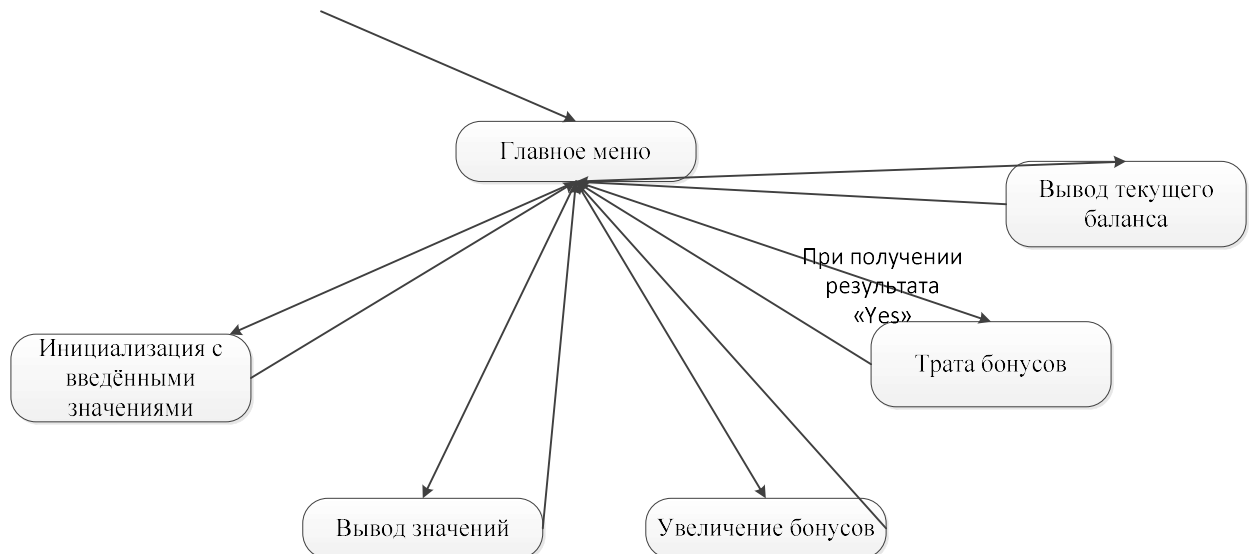 Главное меню
Вывод текущего
баланса
При получении
результата
«Yes»
Трата бонусов
Инициализация с
введёнными
значениями
Вывод значений
Увеличение бонусов